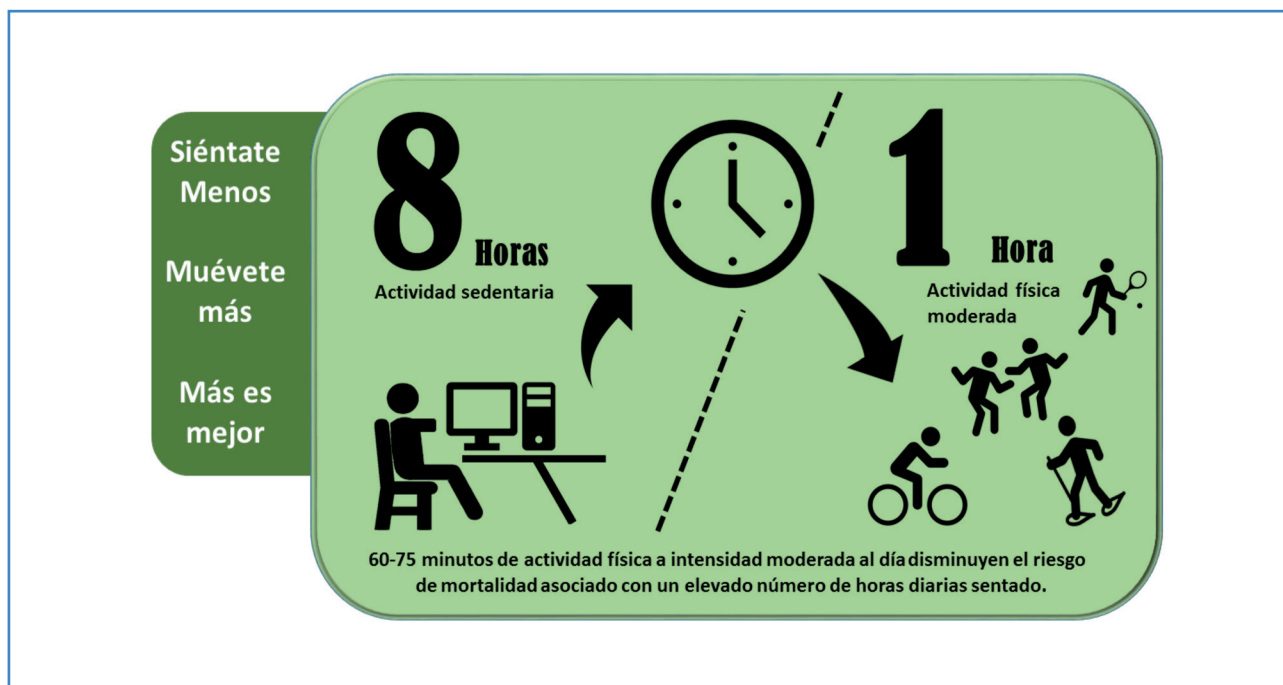 Siéntate
Menos
Muévete
más
Más es
mejor
8 Horas
Actividad sedentaria
1 Hora
Actividad física
moderada
60-75 minutos de actividad física a intensidad moderada al día disminuyen el riesgo
de mortalidad asociado con un elevado número de horas diarias sentado.